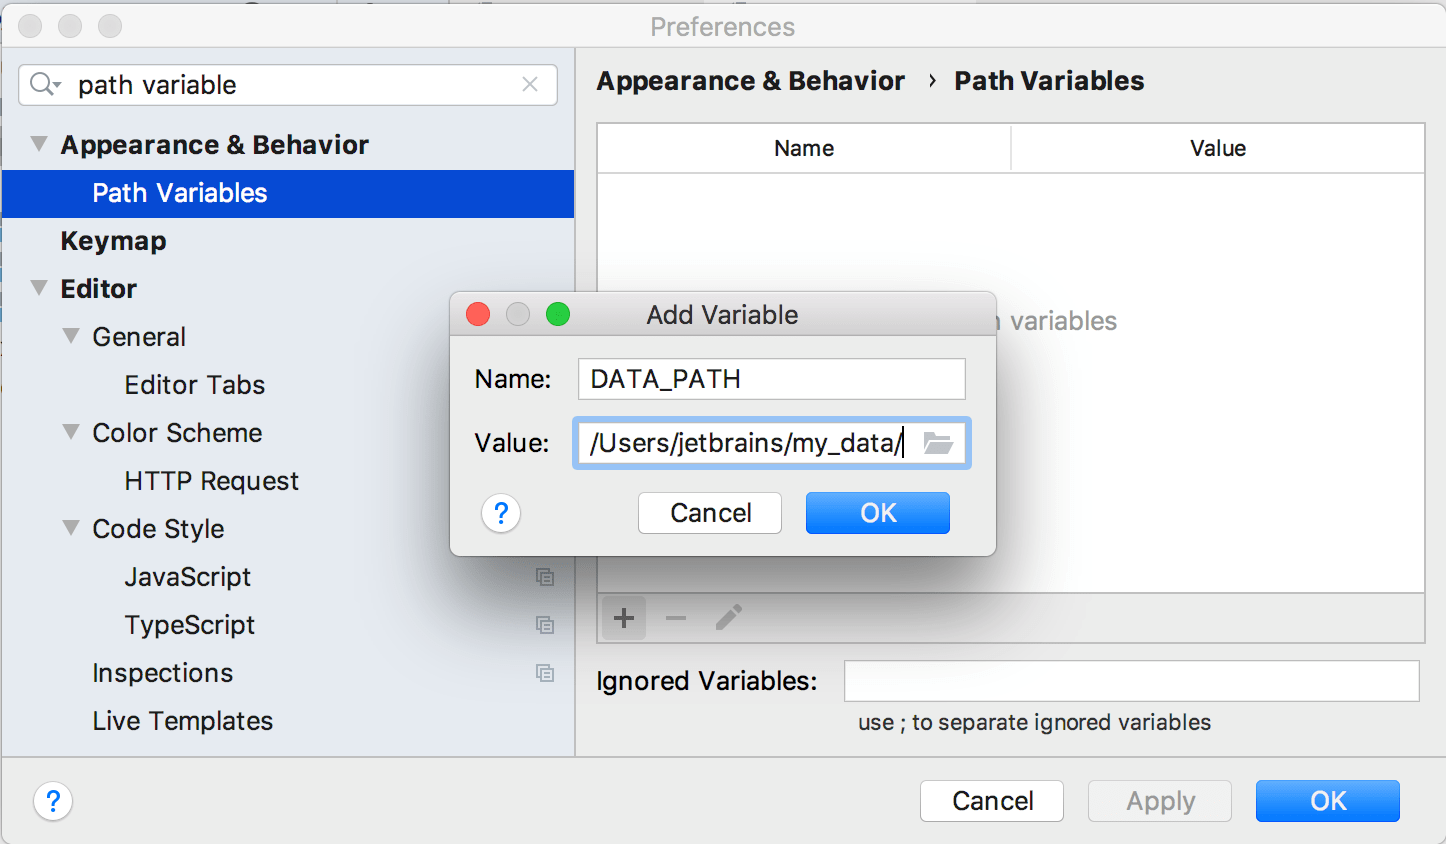 Preferences
path variable
Appearance & Behavior
Path Variables
Keymap
Editor
General
Editor Tabs
Color Scheme
HTTP Request
Code Style
JavaScript
TypeScript
Inspections
Live Templates
Appearance & Behavior › Path Variables
Name Value
variables
Add Variable
Name: DATA_PATH
Value: /Users/jetbrains/my_data/
? Cancel OK
Ignored Variables:
use ; to separate ignored variables
? Cancel Apply OK